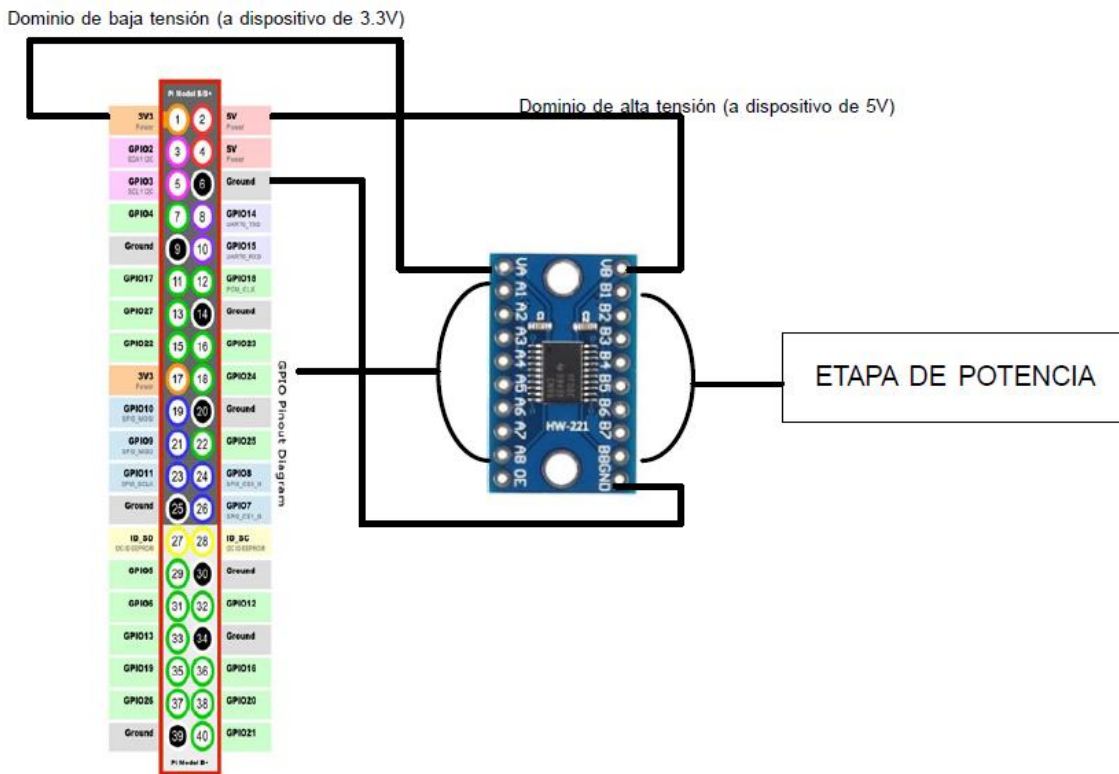 Dominio de baja tensión (a dispositivo de 3.3V)
Dominio de alta tensión (a dispositivo de 5V)
Pi Model B/B+
3V3
Power
1
2
5V
Power
GPIO2
SDA1 I2C
3
4
5V
Power
GPIO3
SCL1 I2C
5
6
Ground
GPIO4
7
8
GPIO14
UART0_TXD
Ground
9
10
GPIO15
UART0_RXD
GPIO17
11
12
GPIO18
PCM_CLK
GPIO27
13
14
Ground
GPIO22
15
16
GPIO23
3V3
Power
17
18
GPIO24
GPIO10
SPI0_MOSI
19
20
Ground
GPIO9
SPI0_MISO
21
22
GPIO25
GPIO11
SPI0_SCLK
23
24
GPIO8
SPI0_CE0_N
Ground
25
26
GPIO7
SPI0_CE1_N
ID_SD
I2C ID EEPROM
27
28
ID_SC
I2C ID EEPROM
GPIO5
29
30
Ground
GPIO6
31
32
GPIO12
GPIO13
33
34
Ground
GPIO19
35
36
GPIO16
GPIO26
37
38
GPIO20
Ground
39
40
GPIO21
Pi Model B+
GPIO Pinout Diagram
VA
A1
A2
A3
A4
A5
A6
A7
A8
OE
C1
C2
HW-221
VB
B1
B2
B3
B4
B5
B6
B7
B8
GND
ETAPA DE POTENCIA